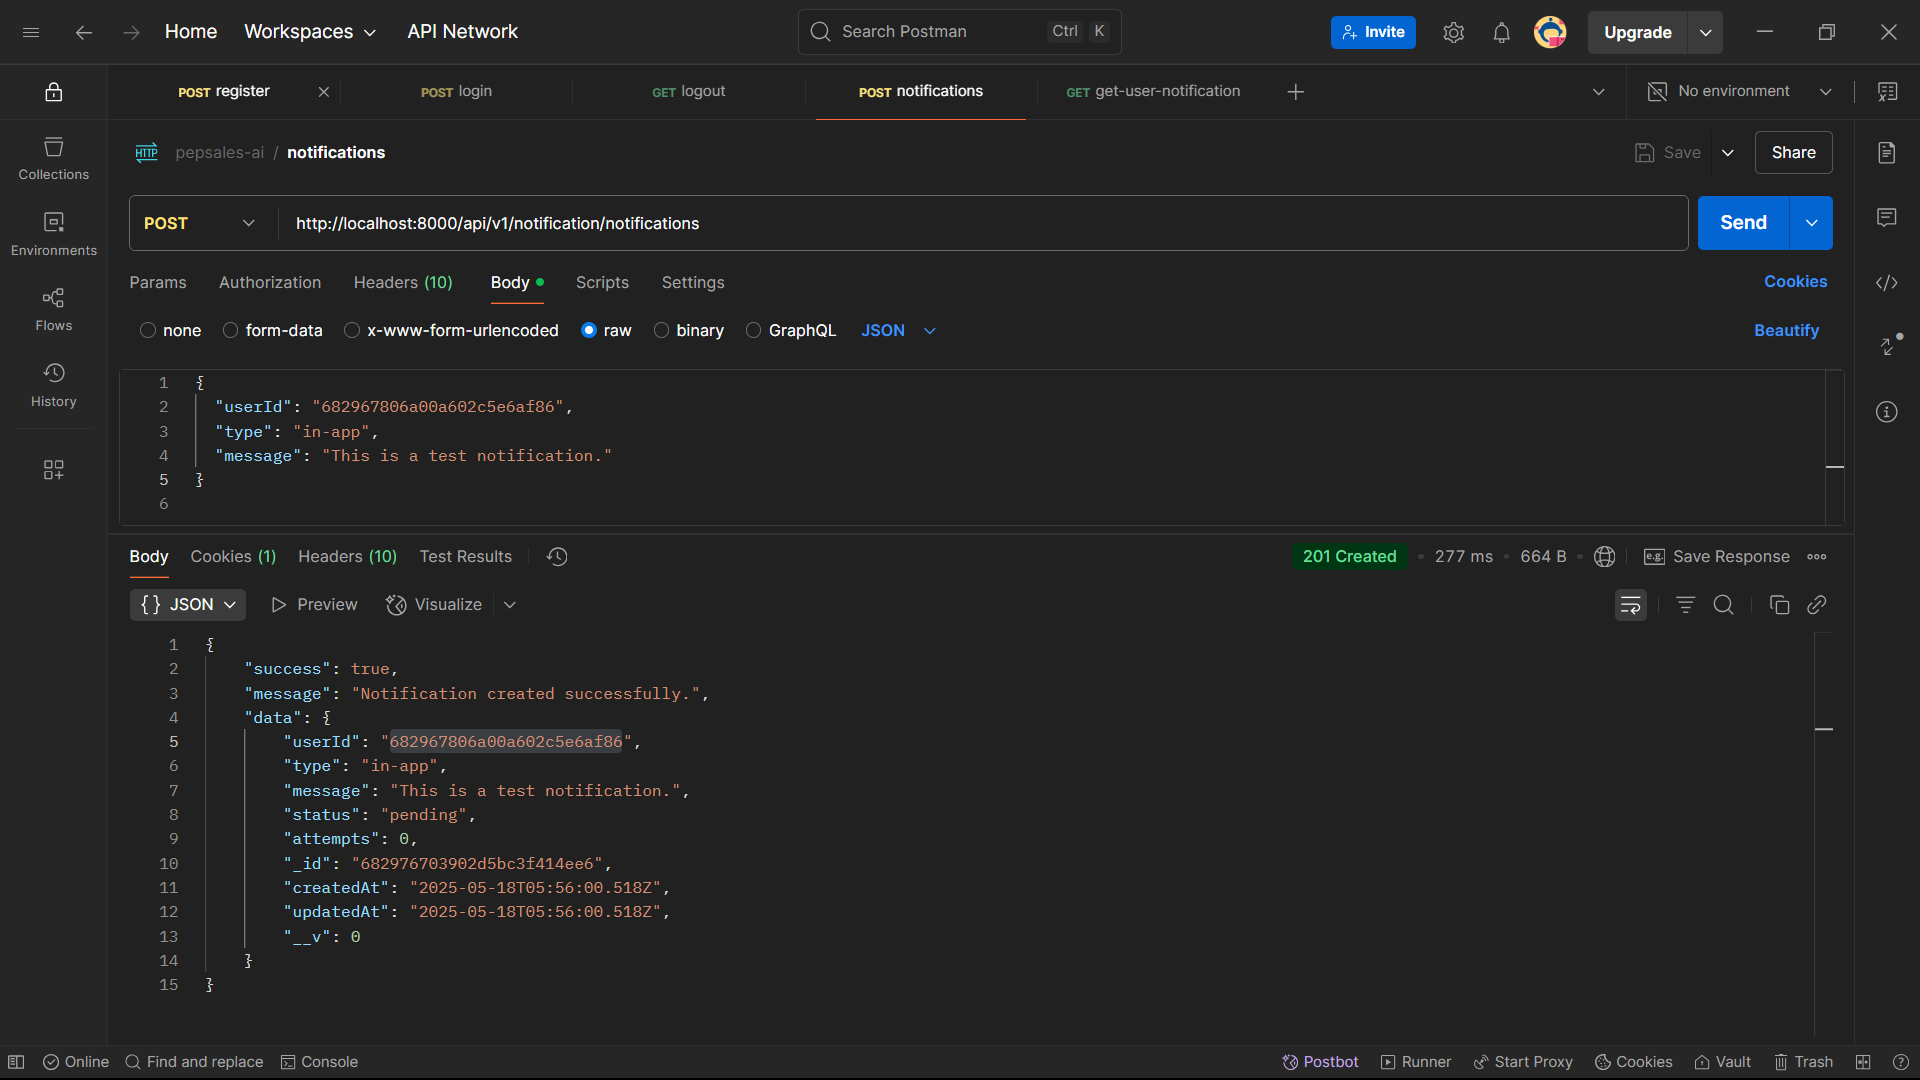 Home Workspaces API Network Search Postman Ctrl K Invite Upgrade
POST register POST login GET logout POST notifications GET get-user-notification No environment
HTTP pepsales-ai / notifications Save Share
POST http://localhost:8000/api/v1/notification/notifications Send
Params Authorization Headers (10) Body Scripts Settings Cookies
none form-data x-www-form-urlencoded raw binary GraphQL JSON Beautify
Collections
Environments
Flows
History
1 {
2 "userId": "682967806a00a602c5e6af86",
3 "type": "in-app",
4 "message": "This is a test notification."
5 }
6
Body Cookies (1) Headers (10) Test Results 201 Created 277 ms 664 B e.g. Save Response
{} JSON Preview Visualize
1 {
2 "success": true,
3 "message": "Notification created successfully.",
4 "data": {
5 "userId": "682967806a00a602c5e6af86",
6 "type": "in-app",
7 "message": "This is a test notification.",
8 "status": "pending",
9 "attempts": 0,
10 "_id": "682976703902d5bc3f414ee6",
11 "createdAt": "2025-05-18T05:56:00.518Z",
12 "updatedAt": "2025-05-18T05:56:00.518Z",
13 "__v": 0
14 }
15 }
Online Find and replace Console Postbot Runner Start Proxy Cookies Vault Trash